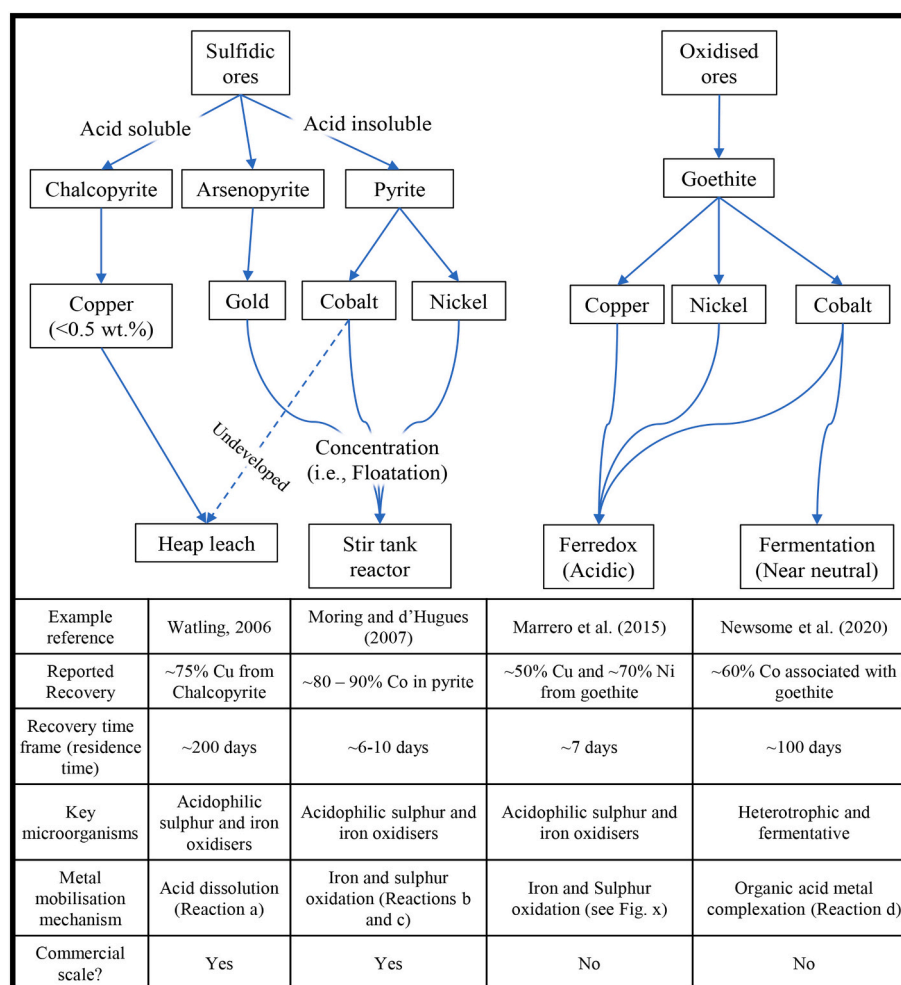 Sulfidic
ores
Oxidised
ores
Acid soluble
Acid insoluble
Chalcopyrite
Arsenopyrite
Pyrite
Goethite
Copper
(<0.5 wt.%)
Gold
Cobalt
Nickel
Copper
Nickel
Cobalt
Undeveloped
Concentration
(i.e., Floatation)
Heap leach
Stir tank
reactor
Ferredox
(Acidic)
Fermentation
(Near neutral)
Example
reference
Watling, 2006
Moring and d'Hugues
(2007)
Marrero et al. (2015)
Newsome et al. (2020)
Reported
Recovery
~75% Cu from
Chalcopyrite
~80 – 90% Co in pyrite
~50% Cu and ~70% Ni
from goethite
~60% Co associated with
goethite
Recovery time
frame (residence
time)
~200 days
~6-10 days
~7 days
~100 days
Key
microorganisms
Acidophilic
sulphur and iron
oxidisers
Acidophilic sulphur and
iron oxidisers
Acidophilic sulphur and
iron oxidisers
Heterotrophic and
fermentative
Metal
mobilisation
mechanism
Acid dissolution
(Reaction a)
Iron and sulphur
oxidation (Reactions b
and c)
Iron and Sulphur
oxidation (see Fig. x)
Organic acid metal
complexation (Reaction d)
Commercial
scale?
Yes
Yes
No
No